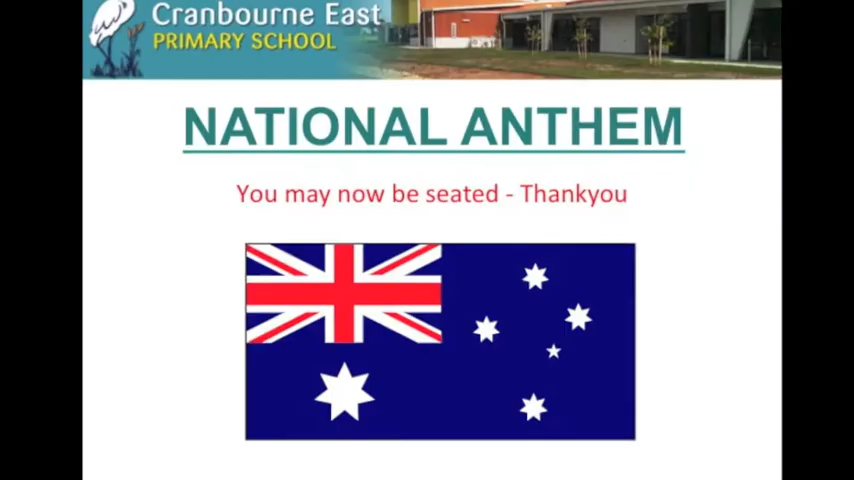 Cranbourne East
PRIMARY SCHOOL
NATIONAL ANTHEM
You may now be seated - Thankyou